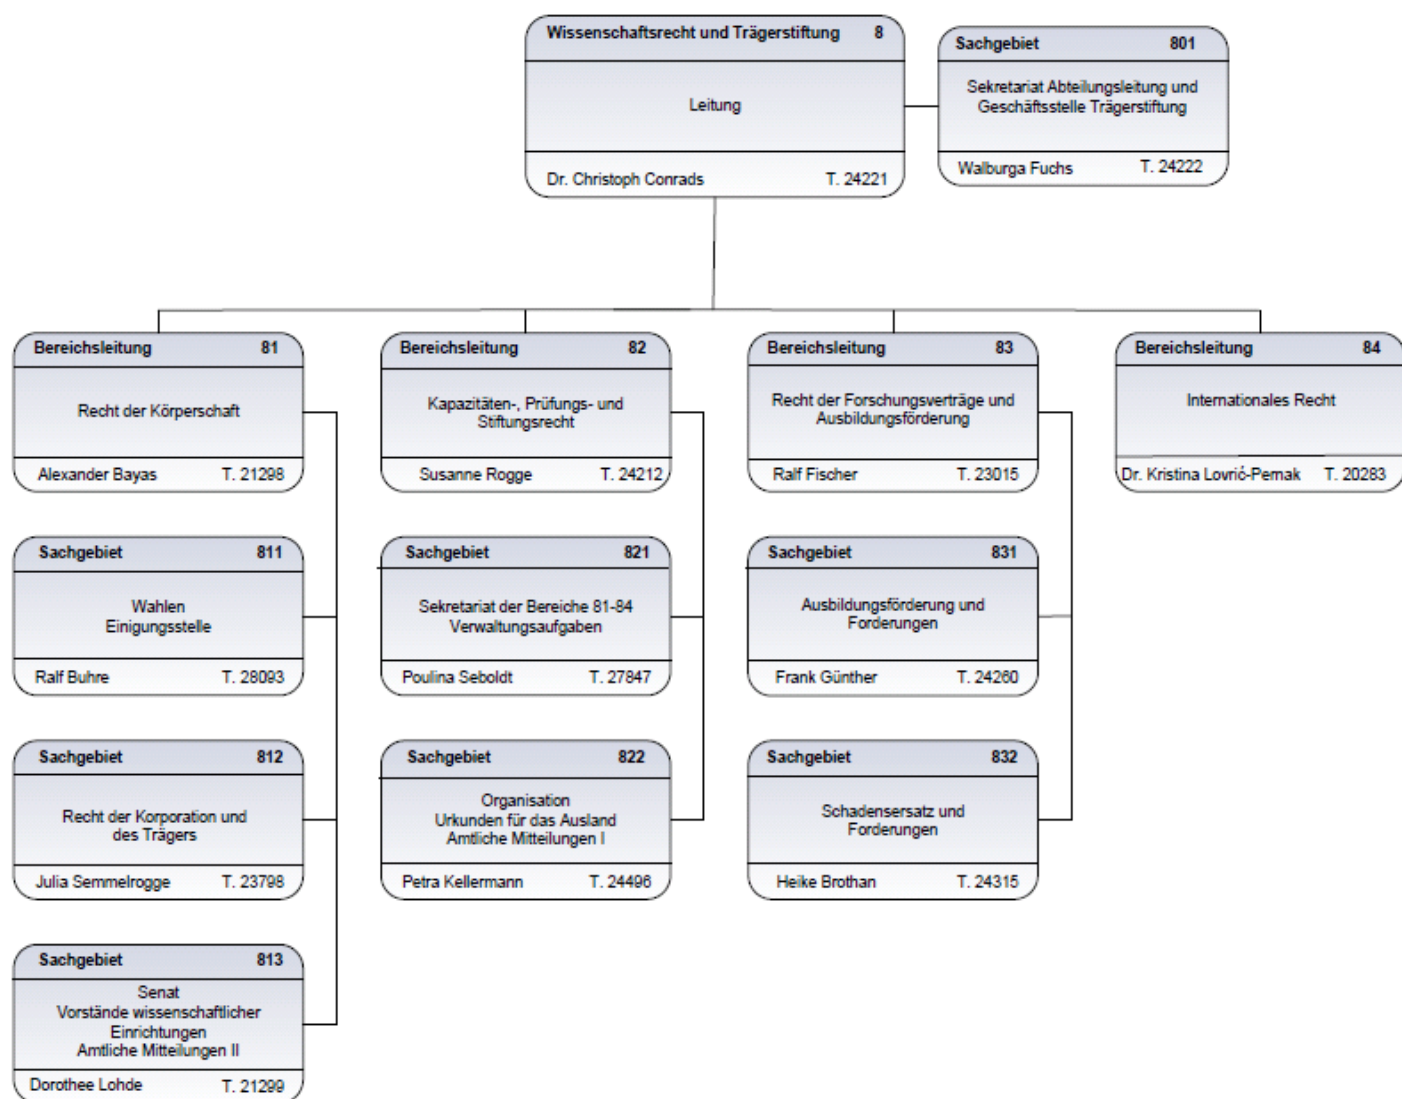 Wissenschaftsrecht und Trägerstiftung 8
Leitung
Dr. Christoph Conrads T. 24221
Sachgebiet 801
Sekretariat Abteilungsleitung und
Geschäftsstelle Trägerstiftung
Walburga Fuchs T. 24222
Bereichsleitung 81
Recht der Körperschaft
Alexander Bayas T. 21298
Bereichsleitung 82
Kapazitäten-, Prüfungs- und
Stiftungsrecht
Susanne Rogge T. 24212
Bereichsleitung 83
Recht der Forschungsverträge und
Ausbildungsförderung
Ralf Fischer T. 23015
Bereichsleitung 84
Internationales Recht
Dr. Kristina Lovrić-Pernak T. 20283
Sachgebiet 811
Wahlen
Einigungsstelle
Ralf Buhre T. 28093
Sachgebiet 821
Sekretariat der Bereiche 81-84
Verwaltungsaufgaben
Poulina Seboldt T. 27847
Sachgebiet 831
Ausbildungsförderung und
Forderungen
Frank Günther T. 24260
Sachgebiet 812
Recht der Korporation und
des Trägers
Julia Semmelrogge T. 23798
Sachgebiet 822
Organisation
Urkunden für das Ausland
Amtliche Mitteilungen I
Petra Kellermann T. 24496
Sachgebiet 832
Schadensersatz und
Forderungen
Heike Brothan T. 24315
Sachgebiet 813
Senat
Vorstände wissenschaftlicher
Einrichtungen
Amtliche Mitteilungen II
Dorothee Lohde T. 21299